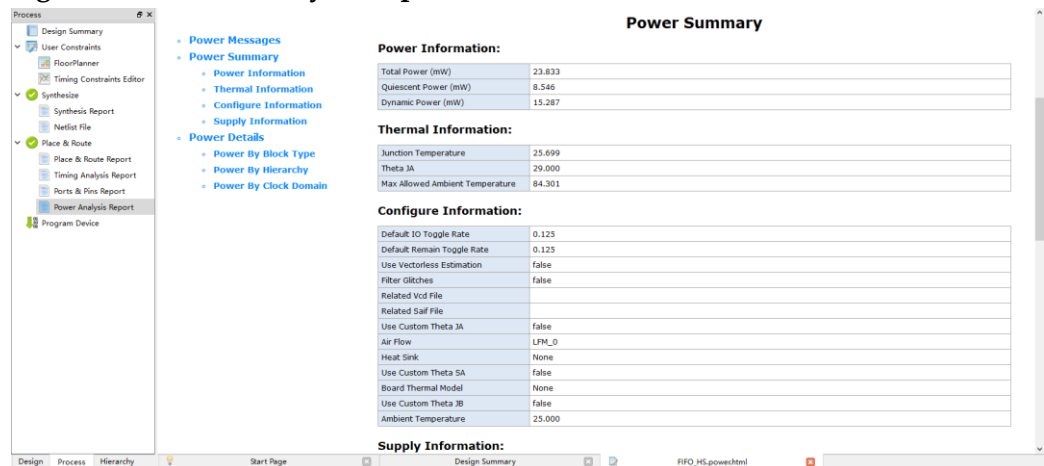 Process
Design Summary
User Constraints
FloorPlanner
Timing Constraints Editor
Synthesize
Synthesis Report
Netlist File
Place & Route
Place & Route Report
Timing Analysis Report
Ports & Pins Report
Power Analysis Report
Program Device
Design Process Hierarchy
Power Messages
Power Summary
Power Information
Thermal Information
Configure Information
Supply Information
Power Details
Power By Block Type
Power By Hierarchy
Power By Clock Domain
Power Summary
Power Information:
Total Power (mW) 23.833
Quiescent Power (mW) 8.546
Dynamic Power (mW) 15.287
Thermal Information:
Junction Temperature 25.699
Theta JA 29.000
Max Allowed Ambient Temperature 84.301
Configure Information:
Default IO Toggle Rate 0.125
Default Remain Toggle Rate 0.125
Use Vectorless Estimation false
Filter Glitches false
Related Vcd File
Related Saif File
Use Custom Theta JA false
Air Flow LFM_0
Heat Sink None
Use Custom Theta SA false
Board Thermal Model None
Use Custom Theta JB false
Ambient Temperature 25.000
Supply Information:
Start Page Design Summary FIFO_HS.power.html